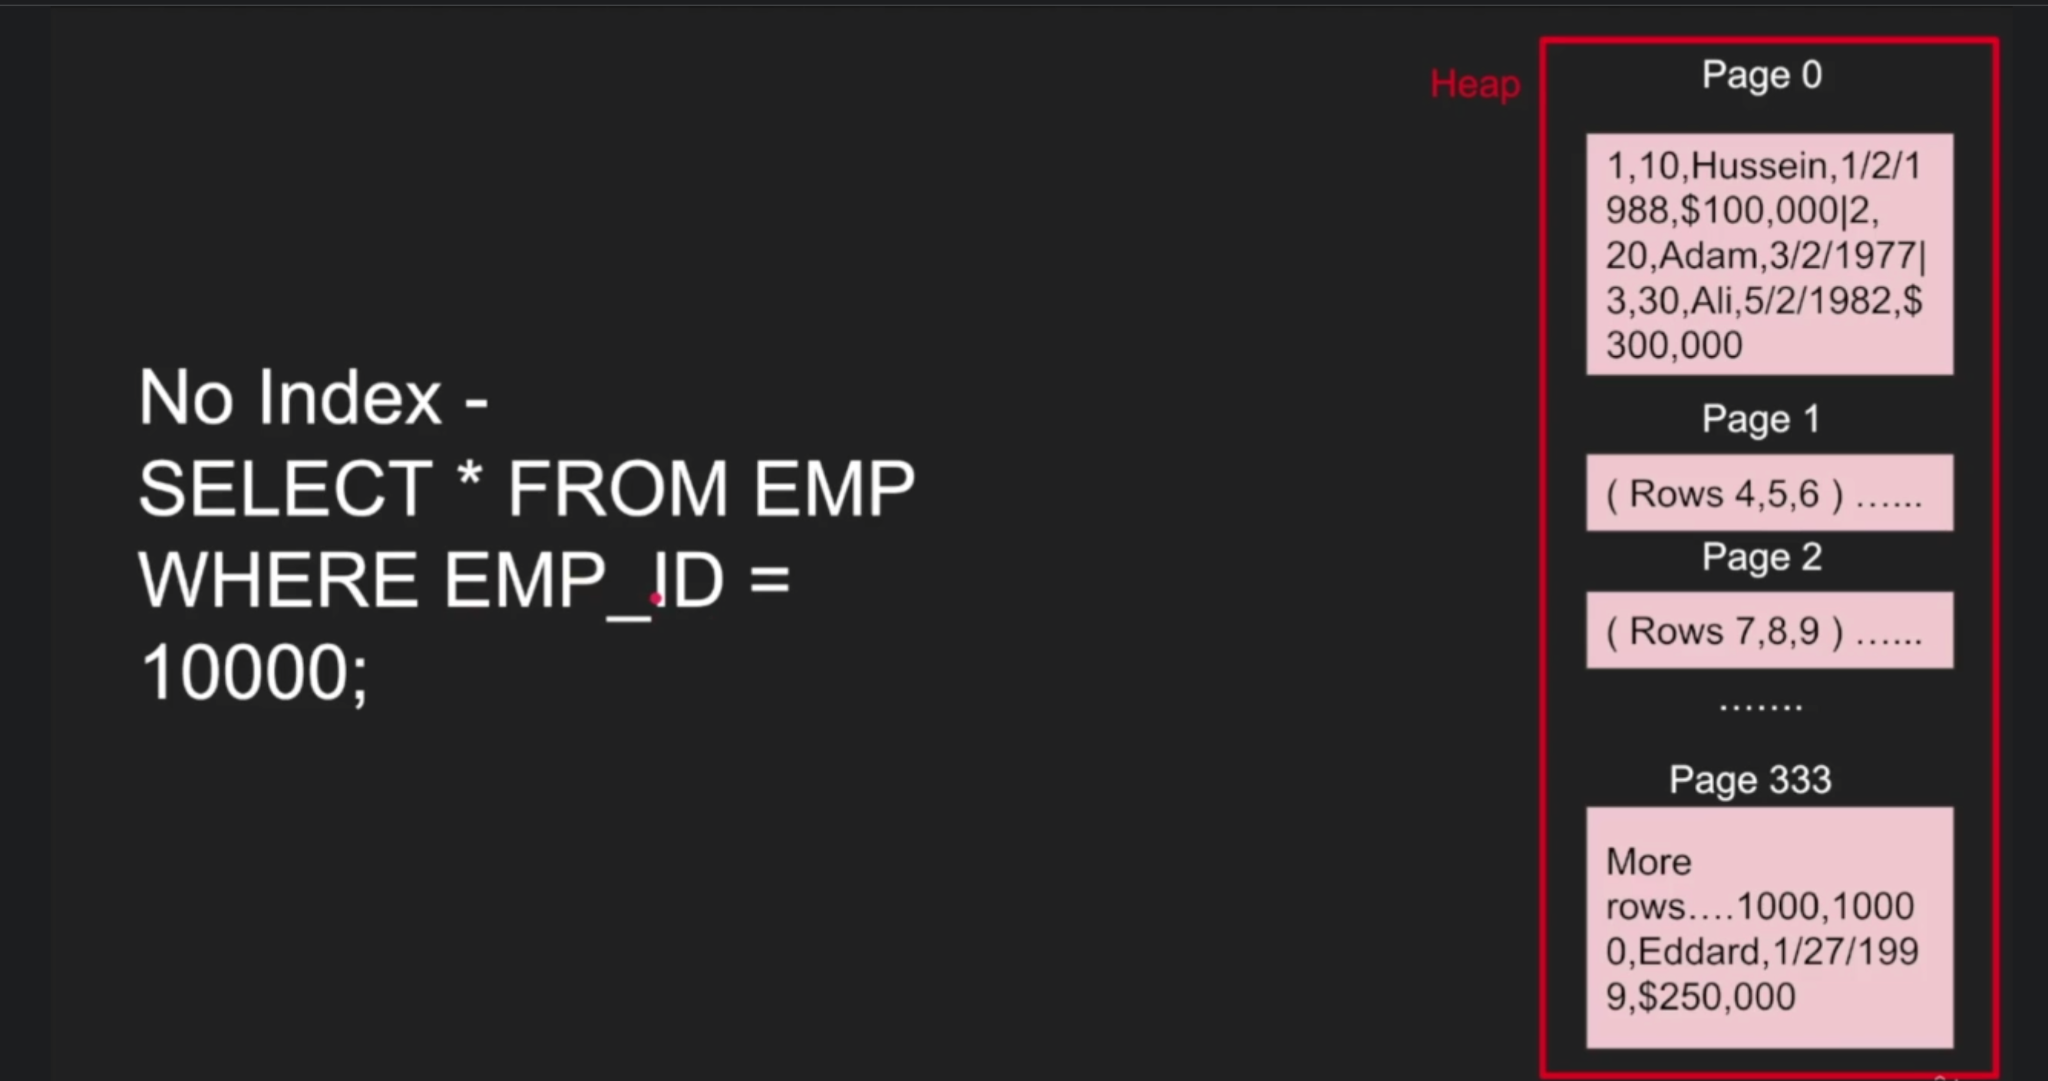 No Index -
SELECT * FROM EMP
WHERE EMP_ID =
10000;
Heap
Page 0
1,10,Hussein,1/2/1
988,$100,000|2,
20,Adam,3/2/1977|
3,30,Ali,5/2/1982,$
300,000
Page 1
( Rows 4,5,6 ) ......
Page 2
( Rows 7,8,9 ) ......
.......
Page 333
More
rows....1000,1000
0,Eddard,1/27/199
9,$250,000